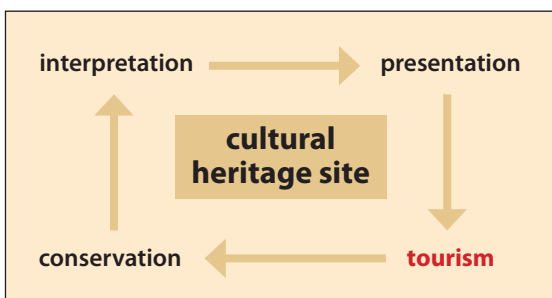 interpretation
presentation
cultural
heritage site
conservation
tourism